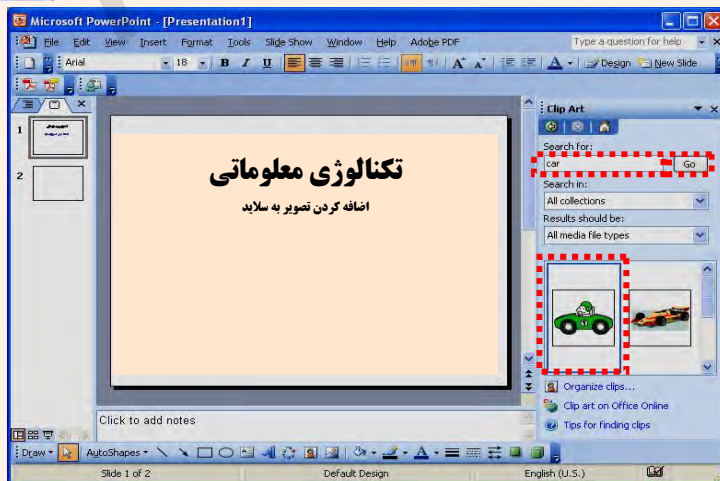 Microsoft PowerPoint - [Presentation1]
File Edit View Insert Format Tools Slide Show Window Help Adobe PDF
Type a question for help
Arial 18 B I U A A A Design New Slide
Clip Art
Search for:
car Go
Search in:
All collections
Results should be:
All media file types
1
2
تکنالوژی معلوماتی
اضافه کردن تصویر به سلاید
Organize clips...
Clip art on Office Online
Tips for finding clips
Click to add notes
Draw AutoShapes A
Slide 1 of 2 Default Design English (U.S.)